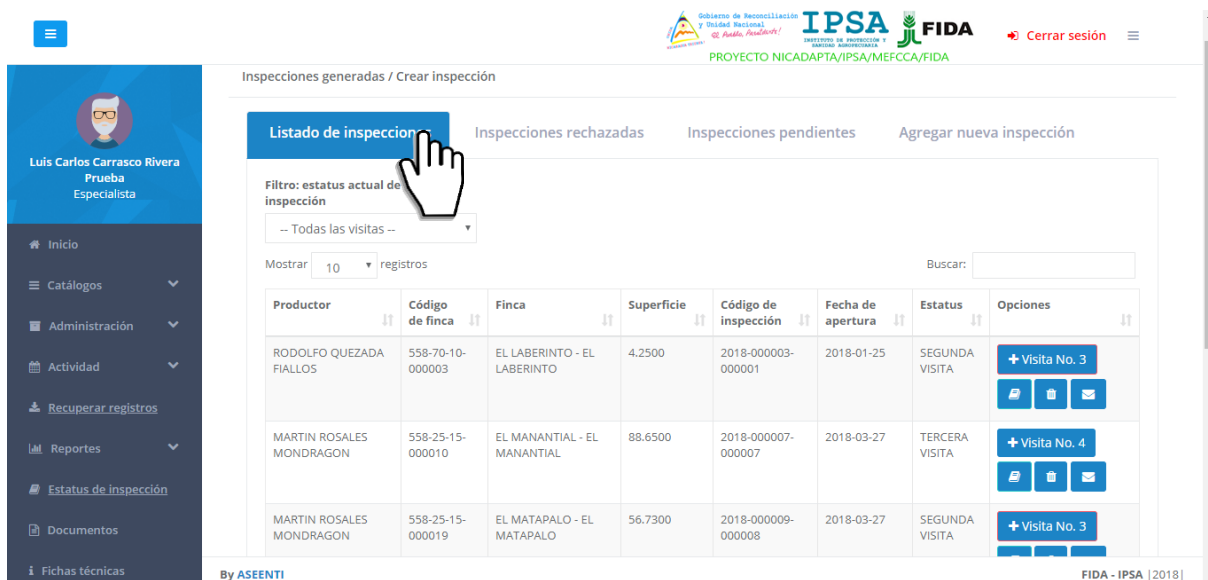 Gobierno de Reconciliación
y Unidad Nacional
El Pueblo, Presidente!
IPSA
INSTITUTO DE PROTECCIÓN Y
SANIDAD AGROPECUARIA
FIDA
PROYECTO NICADAPTA/IPSA/MEFCCA/FIDA
Cerrar sesión
Luis Carlos Carrasco Rivera
Prueba
Especialista
Inicio
Catálogos
Administración
Actividad
Recuperar registros
Reportes
Estatus de inspección
Documentos
Fichas técnicas
Inspecciones generadas / Crear inspección
Listado de inspecciones Inspecciones rechazadas Inspecciones pendientes Agregar nueva inspección
Filtro: estatus actual de
inspección
-- Todas las visitas --
Mostrar 10 registros Buscar:
Productor Código de finca Finca Superficie Código de inspección Fecha de apertura Estatus Opciones
RODOLFO QUEZADA FIALLOS 558-70-10-000003 EL LABERINTO - EL LABERINTO 4.2500 2018-000003-000001 2018-01-25 SEGUNDA VISITA + Visita No. 3
MARTIN ROSALES MONDRAGON 558-25-15-000010 EL MANANTIAL - EL MANANTIAL 88.6500 2018-000007-000007 2018-03-27 TERCERA VISITA + Visita No. 4
MARTIN ROSALES MONDRAGON 558-25-15-000019 EL MATAPALO - EL MATAPALO 56.7300 2018-000009-000008 2018-03-27 SEGUNDA VISITA + Visita No. 3
By ASEENTI FIDA - IPSA |2018|